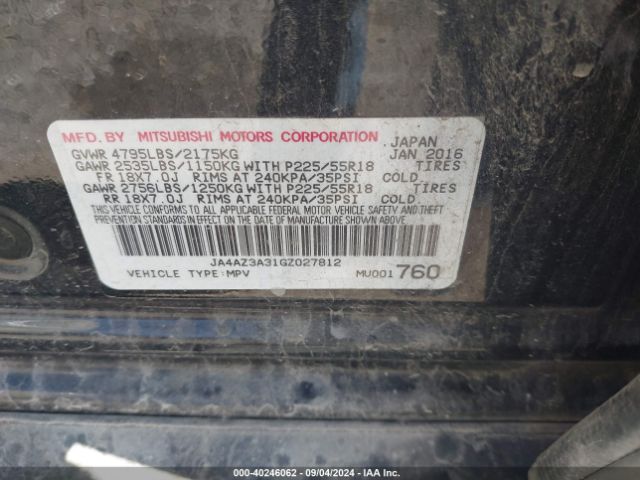 MFD. BY MITSUBISHI MOTORS CORPORATION JAPAN
GVWR 4795LBS/2175KG JAN 2016
GAWR 2535LBS/1150KG WITH P225/55R18 TIRES
FR 18X7.0J RIMS AT 240KPA/35PSI COLD.
GAWR 2756LBS/1250KG WITH P225/55R18 TIRES
RR 18X7.0J RIMS AT 240KPA/35PSI COLD.
THIS VEHICLE CONFORMS TO ALL APPLICABLE FEDERAL MOTOR VEHICLE SAFETY AND THEFT
PREVENTION STANDARDS IN EFFECT ON THE DATE OF MANUFACTURE SHOWN ABOVE.
JA4AZ3A31GZ027812
VEHICLE TYPE:MPV MU001760
000-40246062 - 09/04/2024 - IAA Inc.